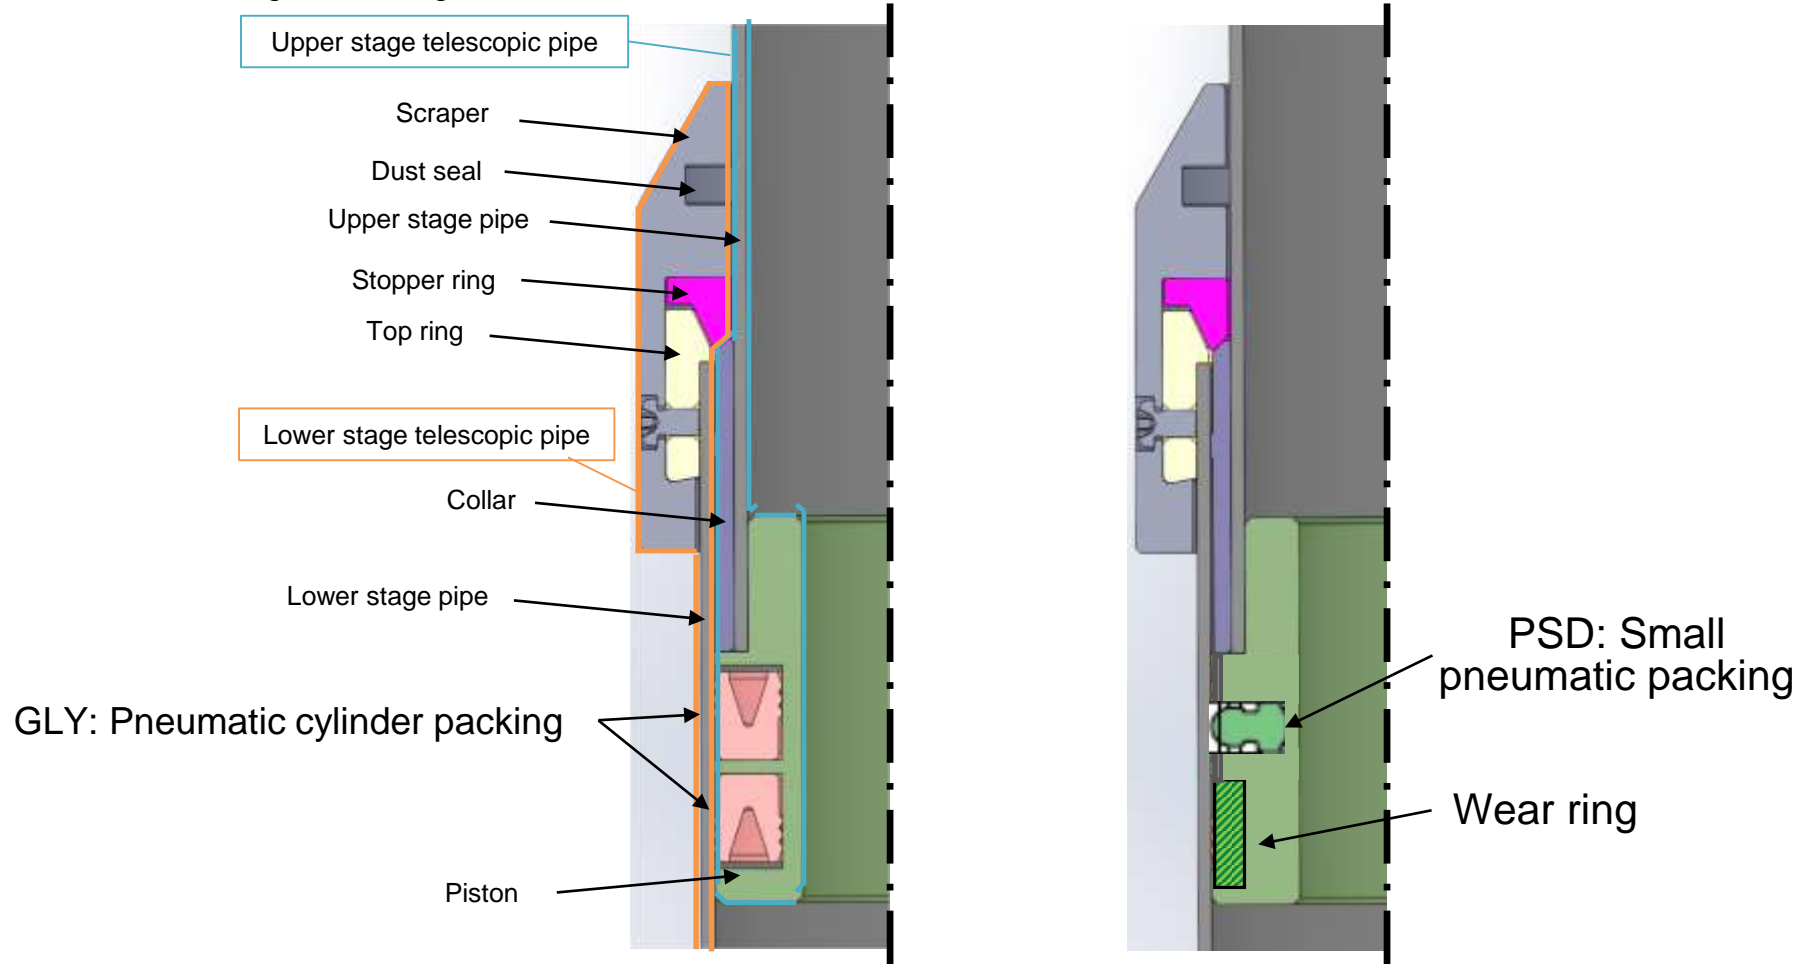 Upper stage telescopic pipe
Scraper
Dust seal
Upper stage pipe
Stopper ring
Top ring
Lower stage telescopic pipe
Collar
Lower stage pipe
GLY: Pneumatic cylinder packing
Piston
PSD: Small
pneumatic packing
Wear ring